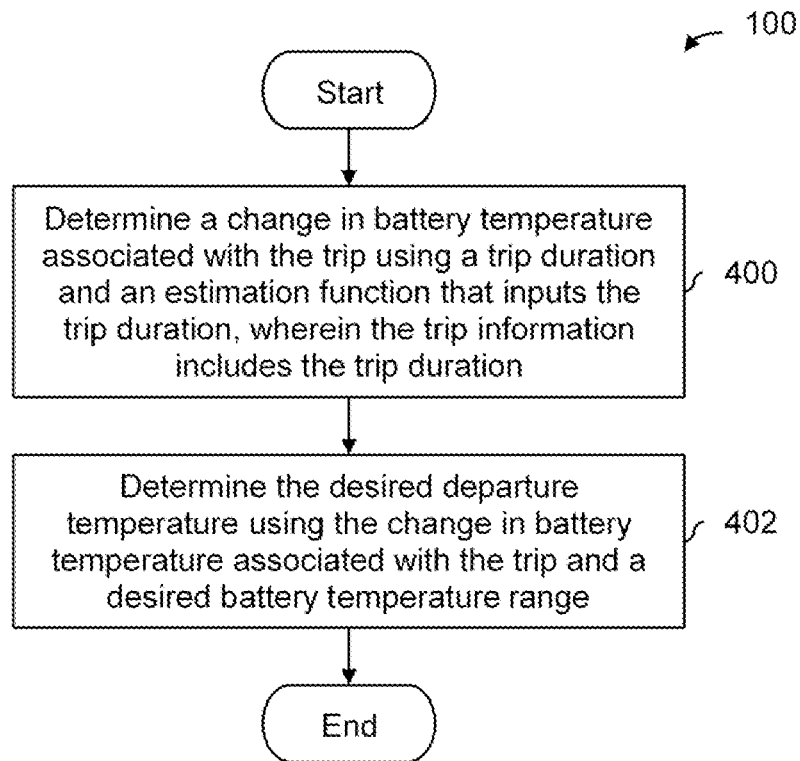 100
Start
Determine a change in battery temperature
associated with the trip using a trip duration
and an estimation function that inputs the
trip duration, wherein the trip information
includes the trip duration
400
Determine the desired departure
temperature using the change in battery
temperature associated with the trip and a
desired battery temperature range
402
End